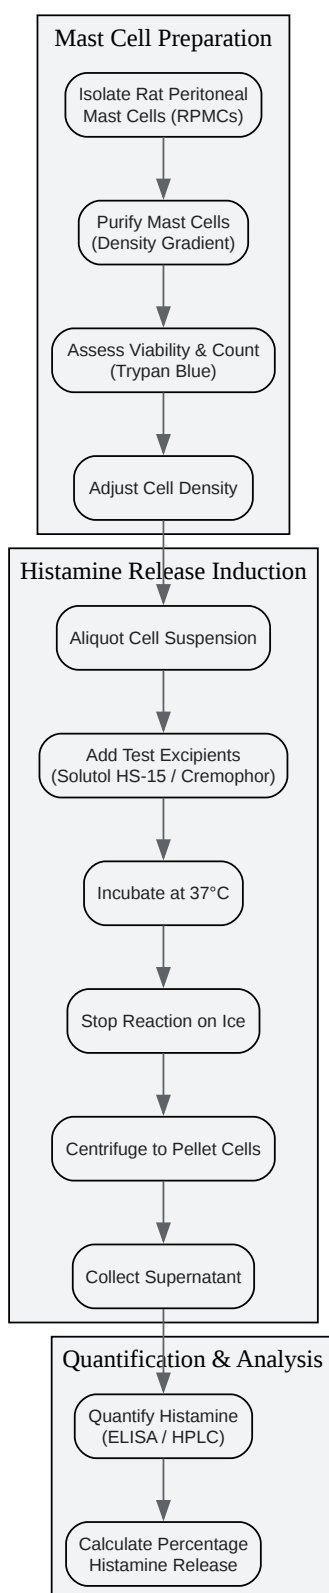 Mast Cell Preparation
Isolate Rat Peritoneal
Mast Cells (RPMCs)
Purify Mast Cells
(Density Gradient)
Assess Viability & Count
(Trypan Blue)
Adjust Cell Density
Histamine Release Induction
Aliquot Cell Suspension
Add Test Excipients
(Solutol HS-15 / Cremophor)
Incubate at 37°C
Stop Reaction on Ice
Centrifuge to Pellet Cells
Collect Supernatant
Quantification & Analysis
Quantify Histamine
(ELISA / HPLC)
Calculate Percentage
Histamine Release